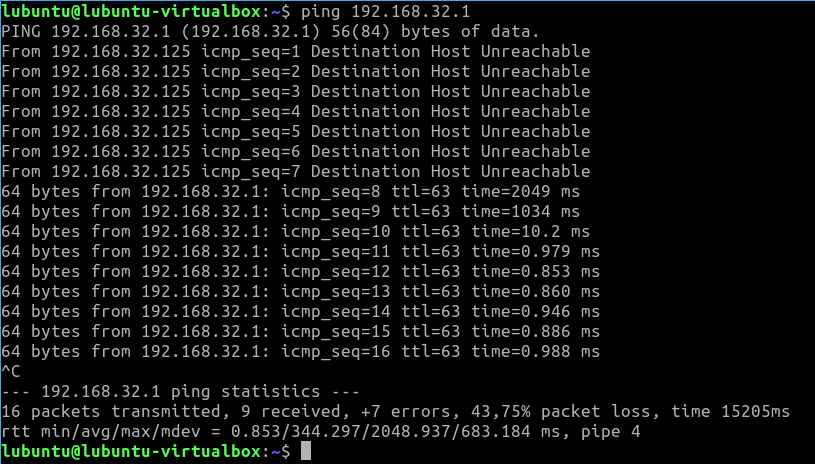 lubuntu@lubuntu-virtualbox:~$ ping 192.168.32.1
PING 192.168.32.1 (192.168.32.1) 56(84) bytes of data.
From 192.168.32.125 icmp_seq=1 Destination Host Unreachable
From 192.168.32.125 icmp_seq=2 Destination Host Unreachable
From 192.168.32.125 icmp_seq=3 Destination Host Unreachable
From 192.168.32.125 icmp_seq=4 Destination Host Unreachable
From 192.168.32.125 icmp_seq=5 Destination Host Unreachable
From 192.168.32.125 icmp_seq=6 Destination Host Unreachable
From 192.168.32.125 icmp_seq=7 Destination Host Unreachable
64 bytes from 192.168.32.1: icmp_seq=8 ttl=63 time=2049 ms
64 bytes from 192.168.32.1: icmp_seq=9 ttl=63 time=1034 ms
64 bytes from 192.168.32.1: icmp_seq=10 ttl=63 time=10.2 ms
64 bytes from 192.168.32.1: icmp_seq=11 ttl=63 time=0.979 ms
64 bytes from 192.168.32.1: icmp_seq=12 ttl=63 time=0.853 ms
64 bytes from 192.168.32.1: icmp_seq=13 ttl=63 time=0.860 ms
64 bytes from 192.168.32.1: icmp_seq=14 ttl=63 time=0.946 ms
64 bytes from 192.168.32.1: icmp_seq=15 ttl=63 time=0.886 ms
64 bytes from 192.168.32.1: icmp_seq=16 ttl=63 time=0.988 ms
^C
--- 192.168.32.1 ping statistics ---
16 packets transmitted, 9 received, +7 errors, 43,75% packet loss, time 15205ms
rtt min/avg/max/mdev = 0.853/344.297/2048.937/683.184 ms, pipe 4
lubuntu@lubuntu-virtualbox:~$